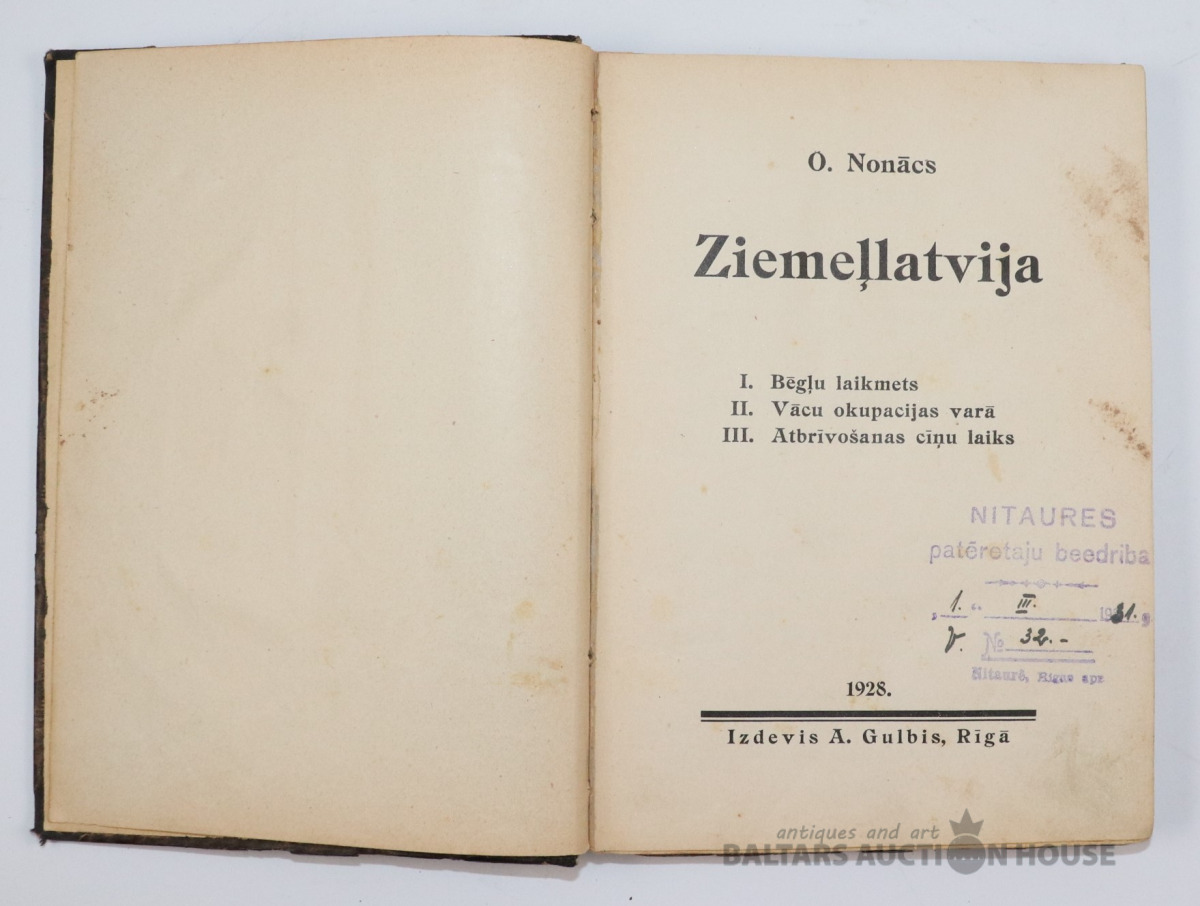 O. Nonācs
Ziemeļlatvija
I. Bēgļu laikmets
II. Vācu okupacijas varā
III. Atbrīvošanas cīņu laiks
NITAURES
patēretaju beedriba
„ 1. “ III. 1931. „
V. № 32.-
Nitaurē, Rīgas apr
1928.
Izdevis A. Gulbis, Rīgā
antiques and art
BALTARS AUCTION HOUSE